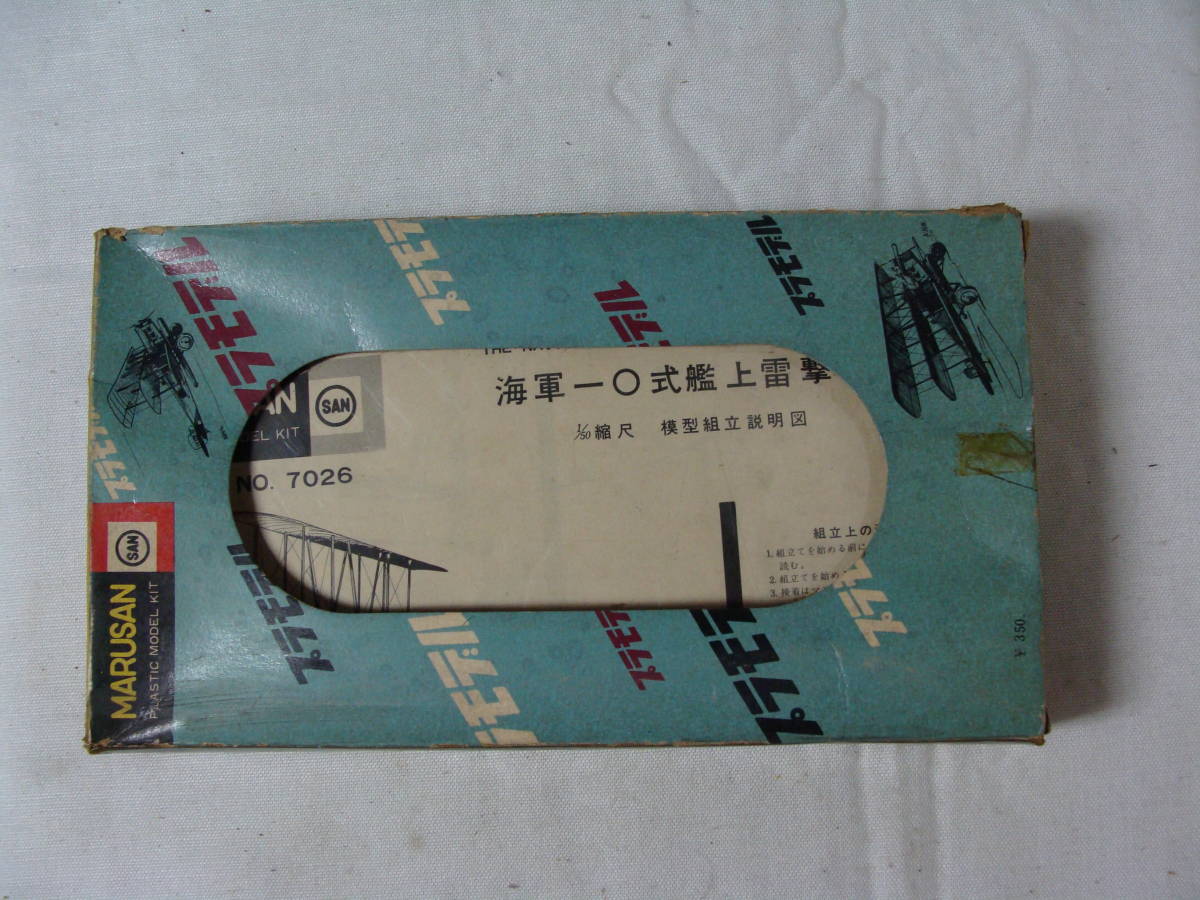 プラモデル
プラモデ
プラモデル
プラモデル
SAN
MARUSAN
PLASTIC MODEL KIT
SAN
EL KIT
NO. 7026
海軍一〇式艦上雷撃
1/50縮尺 模型組立説明図
組立上の
1. 組立てを始める前に
読む。
2. 組立てを始め
3. 接着は
プラモデル
モデル
プラモデ
プラモデ
プラモデ
¥350.